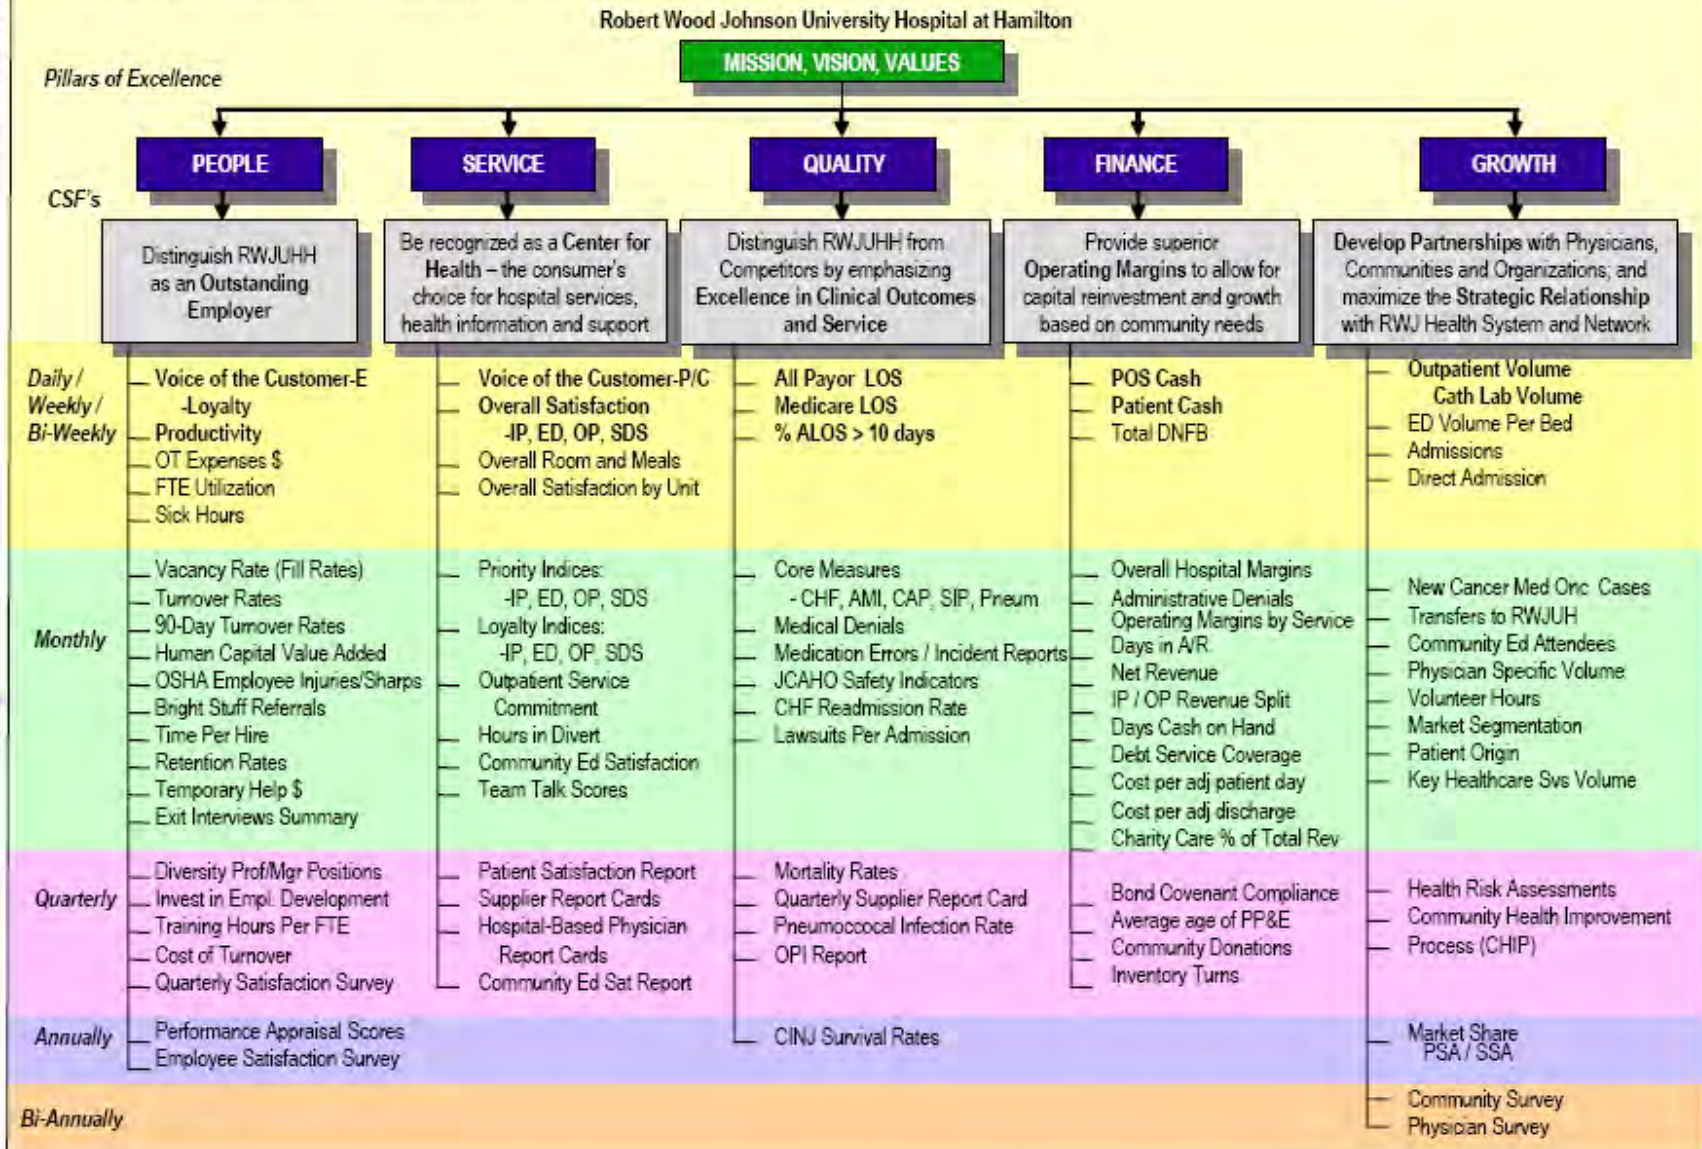 Robert Wood Johnson University Hospital at Hamilton
MISSION, VISION, VALUES
Pillars of Excellence
PEOPLE
SERVICE
QUALITY
FINANCE
GROWTH
CSF's
Distinguish RWJUHH
as an Outstanding
Employer
Be recognized as a Center for
Health – the consumer's
choice for hospital services,
health information and support
Distinguish RWJUHH from
Competitors by emphasizing
Excellence in Clinical Outcomes
and Service
Provide superior
Operating Margins to allow for
capital reinvestment and growth
based on community needs
Develop Partnerships with Physicians,
Communities and Organizations; and
maximize the Strategic Relationship
with RWJ Health System and Network
Daily /
Weekly /
Bi-Weekly
Voice of the Customer-E
-Loyalty
Productivity
OT Expenses $
FTE Utilization
Sick Hours
Voice of the Customer-P/C
Overall Satisfaction
-IP, ED, OP, SDS
Overall Room and Meals
Overall Satisfaction by Unit
All Payor LOS
Medicare LOS
% ALOS > 10 days
POS Cash
Patient Cash
Total DNFB
Outpatient Volume
Cath Lab Volume
ED Volume Per Bed
Admissions
Direct Admission
Monthly
Vacancy Rate (Fill Rates)
Turnover Rates
90-Day Turnover Rates
Human Capital Value Added
OSHA Employee Injuries/Sharps
Bright Stuff Referrals
Time Per Hire
Retention Rates
Temporary Help $
Exit Interviews Summary
Priority Indices:
-IP, ED, OP, SDS
Loyalty Indices:
-IP, ED, OP, SDS
Outpatient Service
Commitment
Hours in Divert
Community Ed Satisfaction
Team Talk Scores
Core Measures
- CHF, AMI, CAP, SIP, Pneum
Medical Denials
Medication Errors / Incident Reports
JCAHO Safety Indicators
CHF Readmission Rate
Lawsuits Per Admission
Overall Hospital Margins
Administrative Denials
Operating Margins by Service
Days in A/R
Net Revenue
IP / OP Revenue Split
Days Cash on Hand
Debt Service Coverage
Cost per adj patient day
Cost per adj discharge
Charity Care % of Total Rev
New Cancer Med Onc Cases
Transfers to RWJUH
Community Ed Attendees
Physician Specific Volume
Volunteer Hours
Market Segmentation
Patient Origin
Key Healthcare Svs Volume
Quarterly
Diversity Prof/Mgr Positions
Invest in Empl. Development
Training Hours Per FTE
Cost of Turnover
Quarterly Satisfaction Survey
Patient Satisfaction Report
Supplier Report Cards
Hospital-Based Physician
Report Cards
Community Ed Sat Report
Mortality Rates
Quarterly Supplier Report Card
Pneumoccocal Infection Rate
OPI Report
Bond Covenant Compliance
Average age of PP&E
Community Donations
Inventory Turns
Health Risk Assessments
Community Health Improvement
Process (CHIP)
Annually
Performance Appraisal Scores
Employee Satisfaction Survey
CINJ Survival Rates
Market Share
PSA / SSA
Bi-Annually
Community Survey
Physician Survey